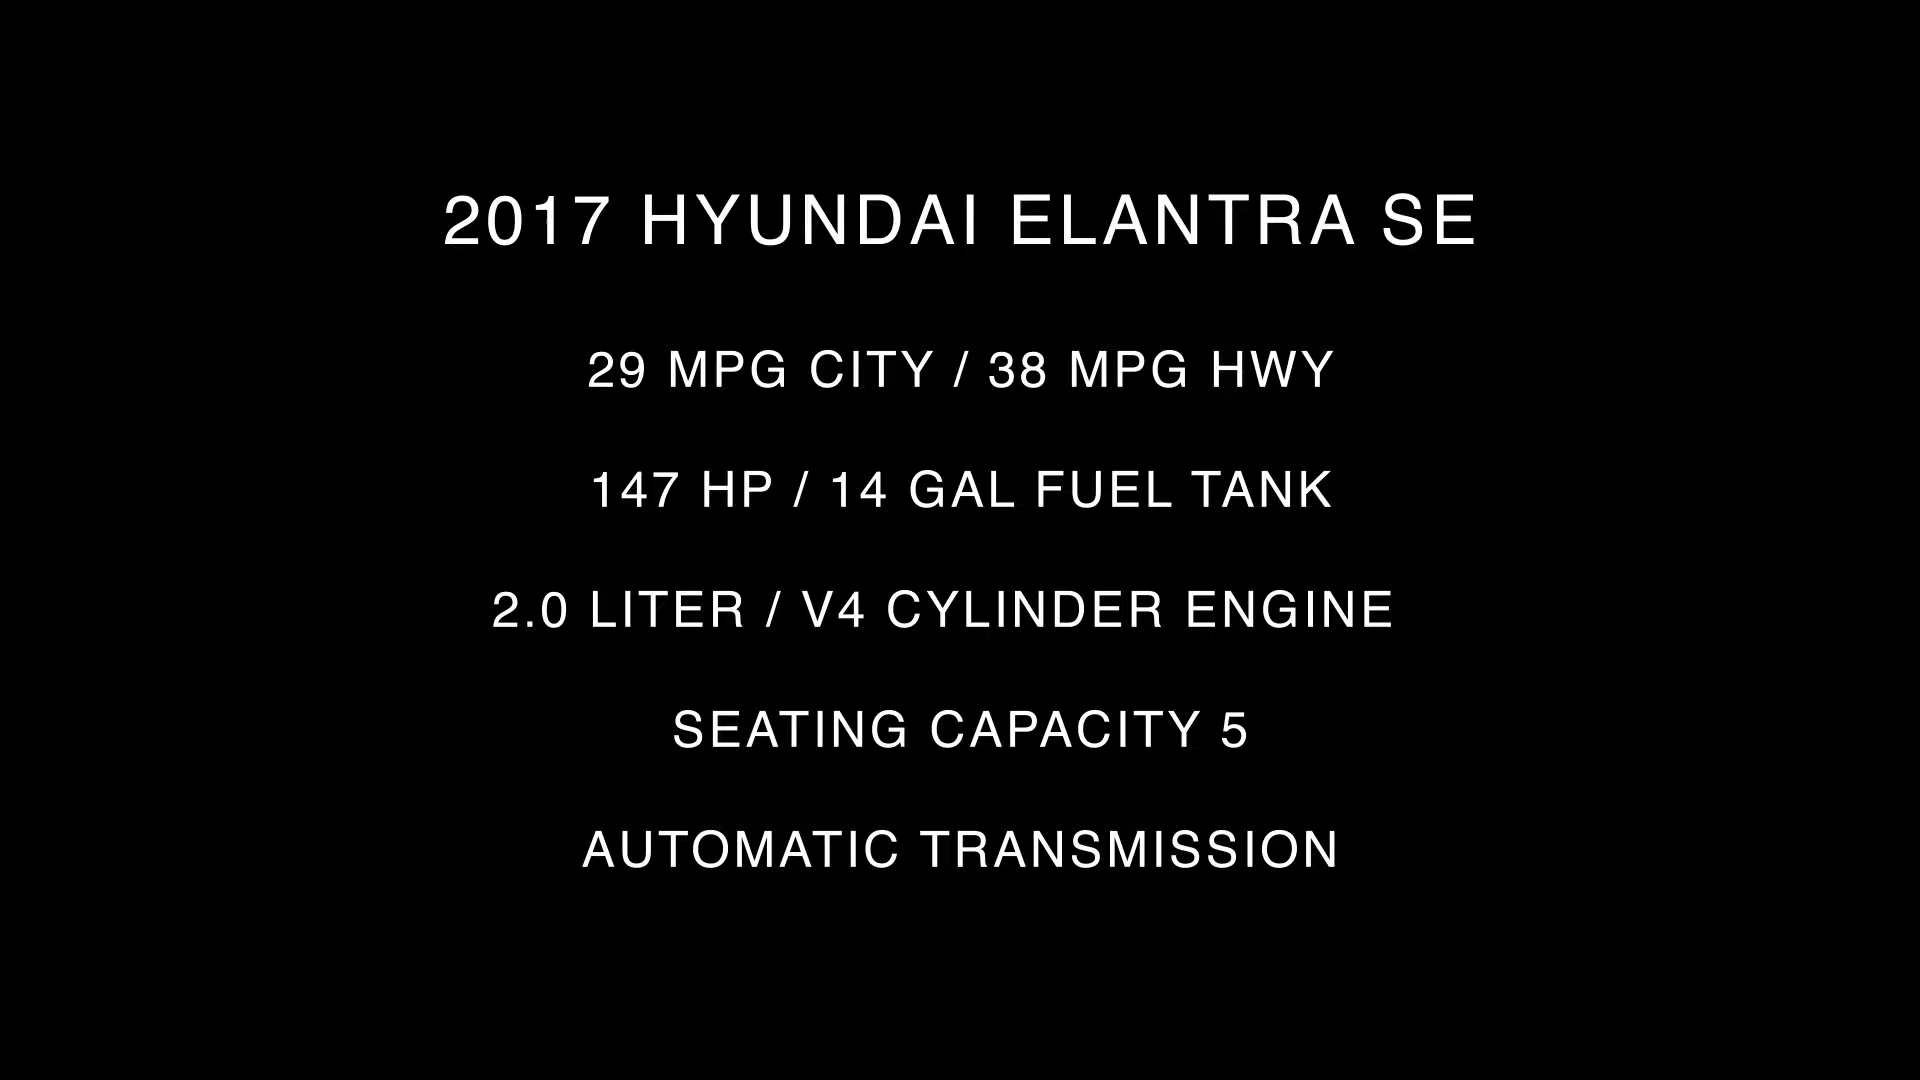 2017 HYUNDAI ELANTRA SE
29 MPG CITY / 38 MPG HWY
147 HP / 14 GAL FUEL TANK
2.0 LITER / V4 CYLINDER ENGINE
SEATING CAPACITY 5
AUTOMATIC TRANSMISSION